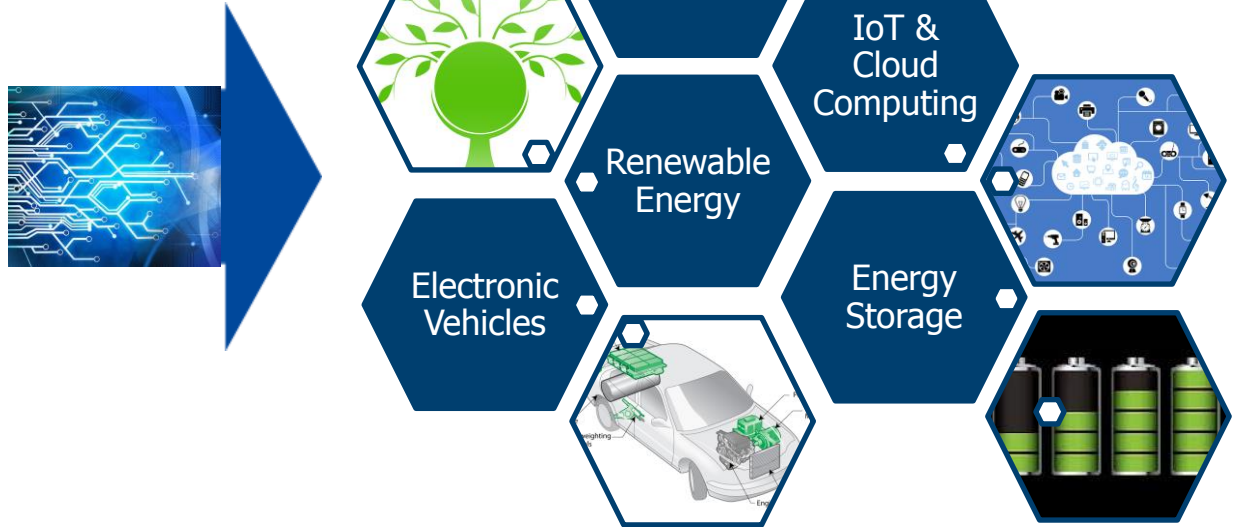 IoT &
Cloud
Computing
Renewable
Energy
Electronic
Vehicles
Energy
Storage